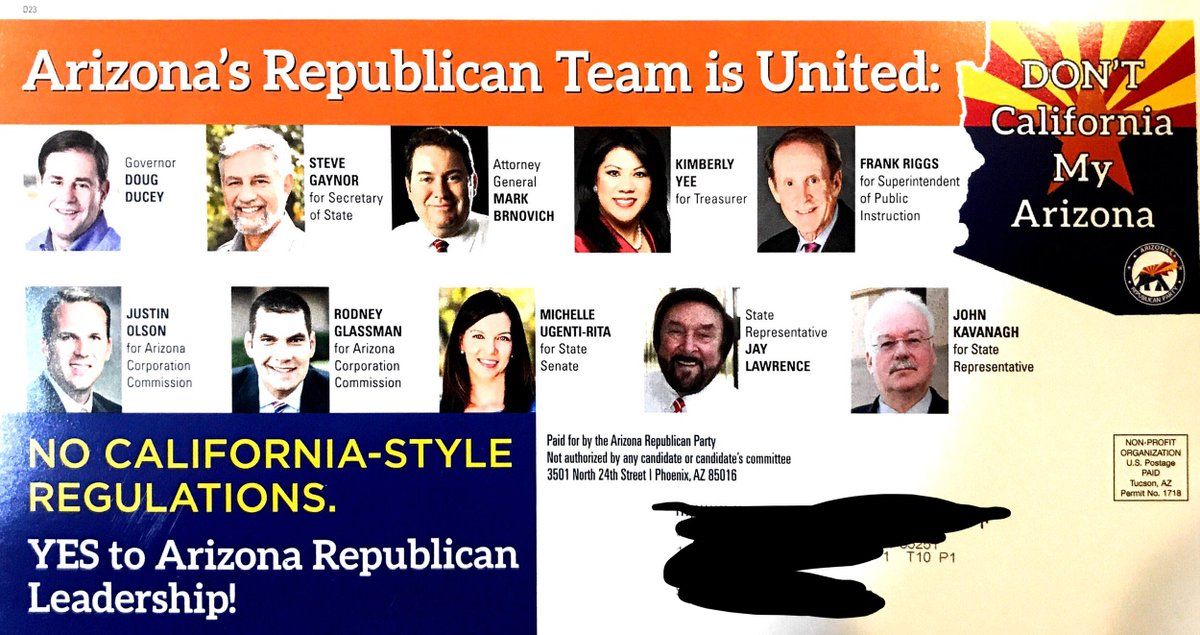 D23
Arizona's Republican Team is United:
DON'T
California
My
Arizona
ARIZONA
REPUBLICAN PARTY
Governor
DOUG
DUCEY
STEVE
GAYNOR
for Secretary
of State
Attorney
General
MARK
BRNOVICH
KIMBERLY
YEE
for Treasurer
FRANK RIGGS
for Superintendent
of Public
Instruction
JUSTIN
OLSON
for Arizona
Corporation
Commission
RODNEY
GLASSMAN
for Arizona
Corporation
Commission
MICHELLE
UGENTI-RITA
for State
Senate
State
Representative
JAY
LAWRENCE
JOHN
KAVANAGH
for State
Representative
NO CALIFORNIA-STYLE
REGULATIONS.
YES to Arizona Republican
Leadership!
Paid for by the Arizona Republican Party
Not authorized by any candidate or candidate's committee
3501 North 24th Street | Phoenix, AZ 85016
NON-PROFIT
ORGANIZATION
U.S. Postage
PAID
Tucson, AZ
Permit No. 1718
T10 P1